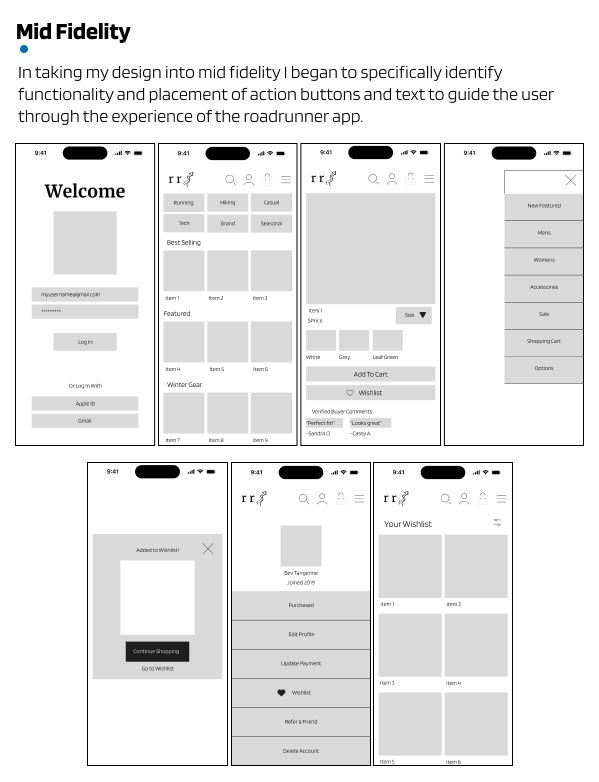 Mid Fidelity
In taking my design into mid fidelity I began to specifically identify
functionality and placement of action buttons and text to guide the user
through the experience of the roadrunner app.
9:41
Welcome
myusername@gmail.com
*********
Log In
Or Log In With
Apple ID
Gmail
9:41
r r
Running Hiking Casual
Tech Brand Seasonal
Best Selling
Item 1 Item 2 Item 3
Featured
Item 4 Item 5 Item 6
Winter Gear
Item 7 Item 8 Item 9
9:41
r r
Item 1
$Price
Size
White Grey Leaf Green
Add To Cart
Wishlist
Verified Buyer Comments
"Perfect fit!" "Looks great"
-Sandra O. -Casey A
9:41
New Featured
Mens
Womens
Accessories
Sale
Shopping Cart
Options
9:41
Added to Wishlist!
Continue Shopping
Go to Wishlist
9:41
r r
Bev Tangerine
Joined 2019
Purchased
Edit Profile
Update Payment
Wishlist
Refer a Friend
Delete Account
9:41
r r
Your Wishlist
Item 1 Item 2
Item 3 Item 4
Item 5 Item 6